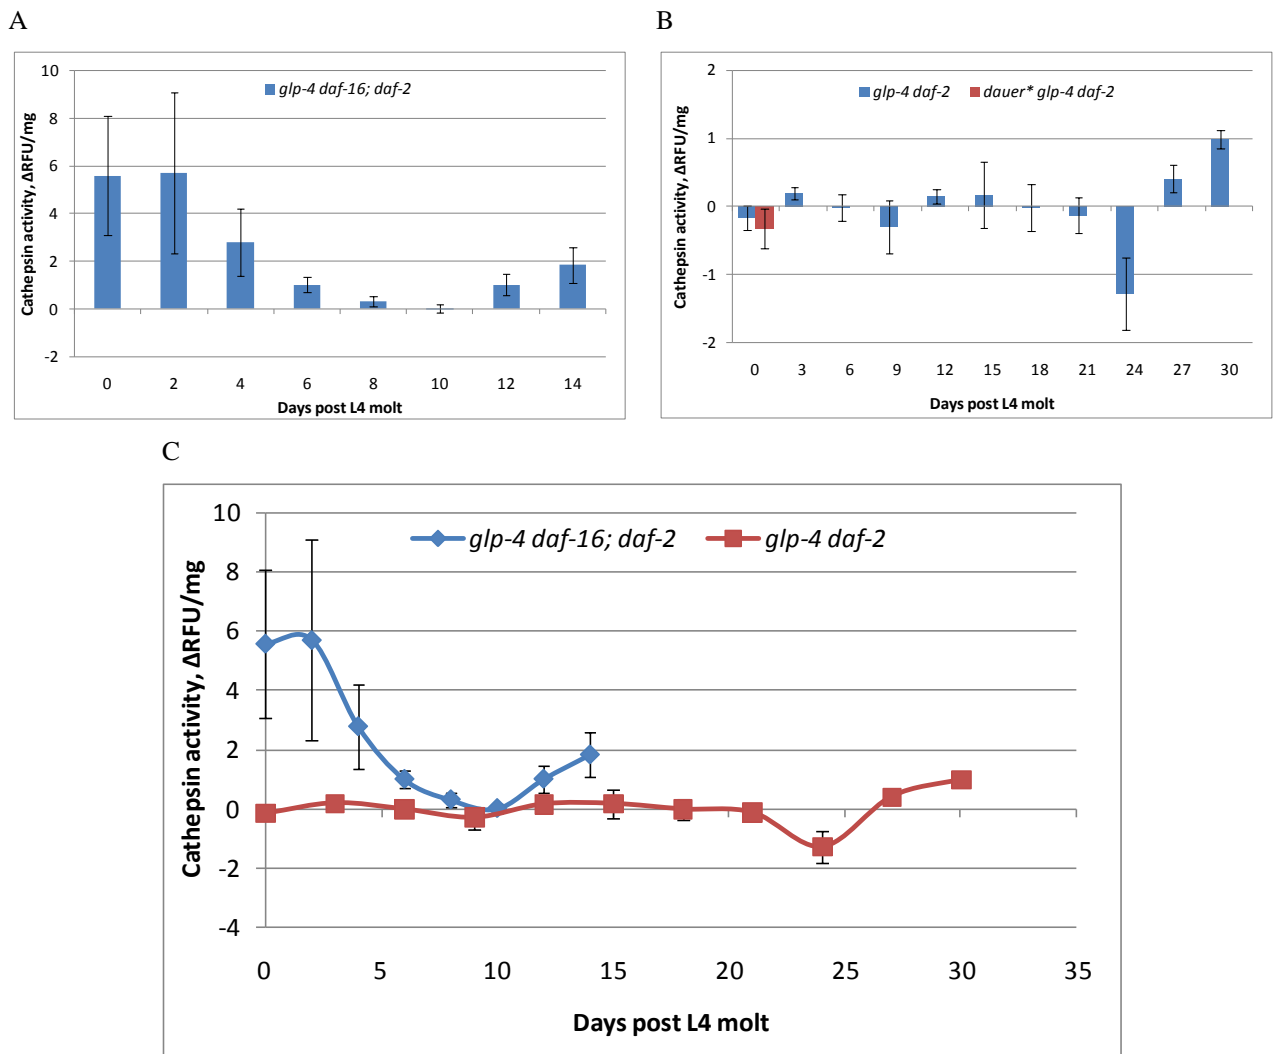 A
B
10
8
6
4
2
0
-2
glp-4 daf-16; daf-2
Cathepsin activity, ΔRFU/mg
0 2 4 6 8 10 12 14
Days post L4 molt
2
1
0
-1
-2
glp-4 daf-2 dauer* glp-4 daf-2
Cathepsin activity, ΔRFU/mg
0 3 6 9 12 15 18 21 24 27 30
Days post L4 molt
C
10
8
6
4
2
0
-2
-4
glp-4 daf-16; daf-2 glp-4 daf-2
Cathepsin activity, ΔRFU/mg
0 5 10 15 20 25 30 35
Days post L4 molt